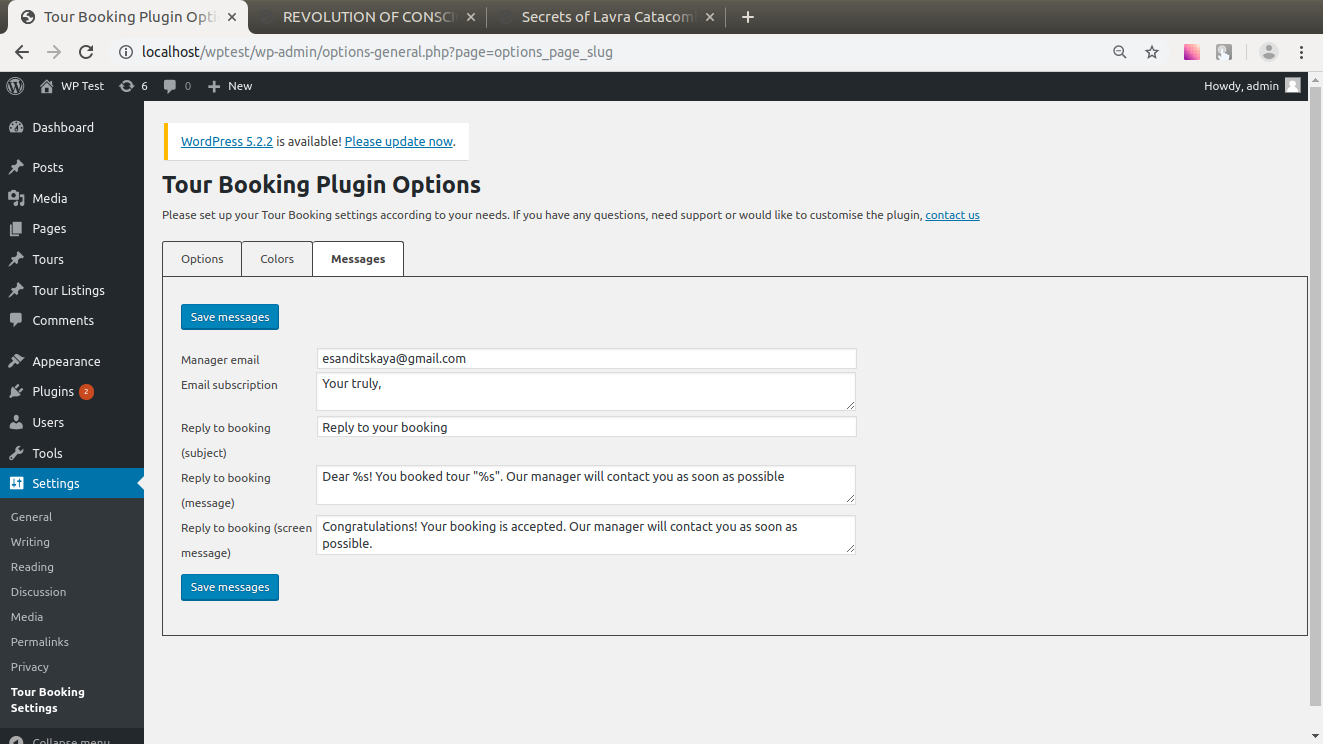 Tour Booking Plugin Opti
REVOLUTION OF CONSCI
Secrets of Lavra Catacom
localhost/wptest/wp-admin/options-general.php?page=options_page_slug
WP Test
6
0
New
Howdy, admin
Dashboard
Posts
Media
Pages
Tours
Tour Listings
Comments
Appearance
Plugins 2
Users
Tools
Settings
General
Writing
Reading
Discussion
Media
Permalinks
Privacy
Tour Booking
Settings
Collapse menu
WordPress 5.2.2 is available! Please update now.
Tour Booking Plugin Options
Please set up your Tour Booking settings according to your needs. If you have any questions, need support or would like to customise the plugin, contact us
Options
Colors
Messages
Save messages
Manager email
esanditskaya@gmail.com
Email subscription
Your truly,
Reply to booking
(subject)
Reply to your booking
Reply to booking
(message)
Dear %s! You booked tour "%s". Our manager will contact you as soon as possible
Reply to booking (screen
message)
Congratulations! Your booking is accepted. Our manager will contact you as soon as
possible.
Save messages